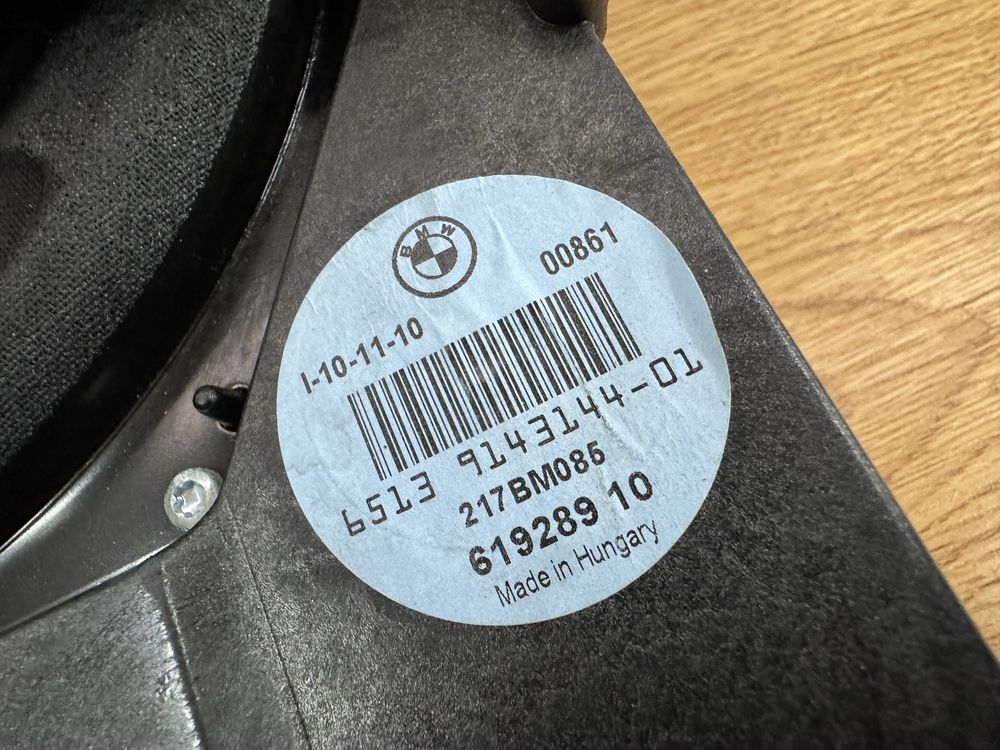 BMW
00861
I-10-11-10
6513 9143144-01
217BM086
619289 10
Made in Hungary